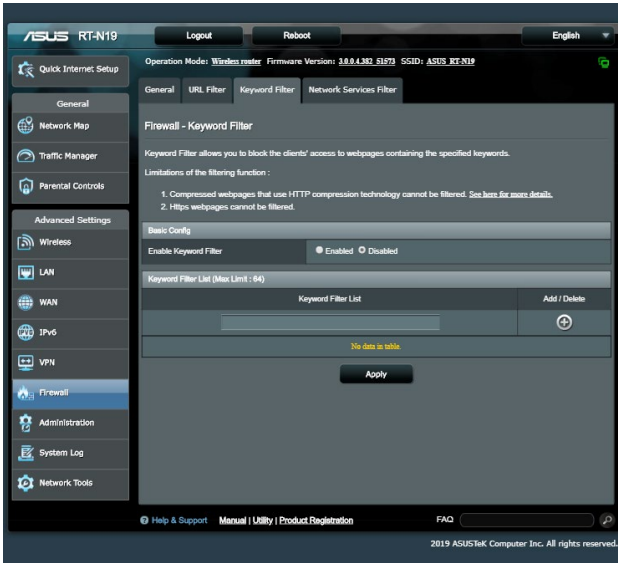 ASUS RT-N19 Logout Reboot English
Quick Internet Setup
General
Network Map
Traffic Manager
Parental Controls
Advanced Settings
Wireless
LAN
WAN
IPv6
VPN
Firewall
Administration
System Log
Network Tools
Operation Mode: Wireless router Firmware Version: 3.0.0.4.382_51573 SSID: ASUS_RT-N19
General URL Filter Keyword Filter Network Services Filter
Firewall - Keyword Filter
Keyword Filter allows you to block the clients' access to webpages containing the specified keywords.
Limitations of the filtering function :
1. Compressed webpages that use HTTP compression technology cannot be filtered. See here for more details.
2. Https webpages cannot be filtered.
Basic Config
Enable Keyword Filter Enabled Disabled
Keyword Filter List (Max Limit : 64)
Keyword Filter List Add / Delete
No data in table.
Apply
Help & Support Manual | Utility | Product Registration FAQ
2019 ASUSTeK Computer Inc. All rights reserved.